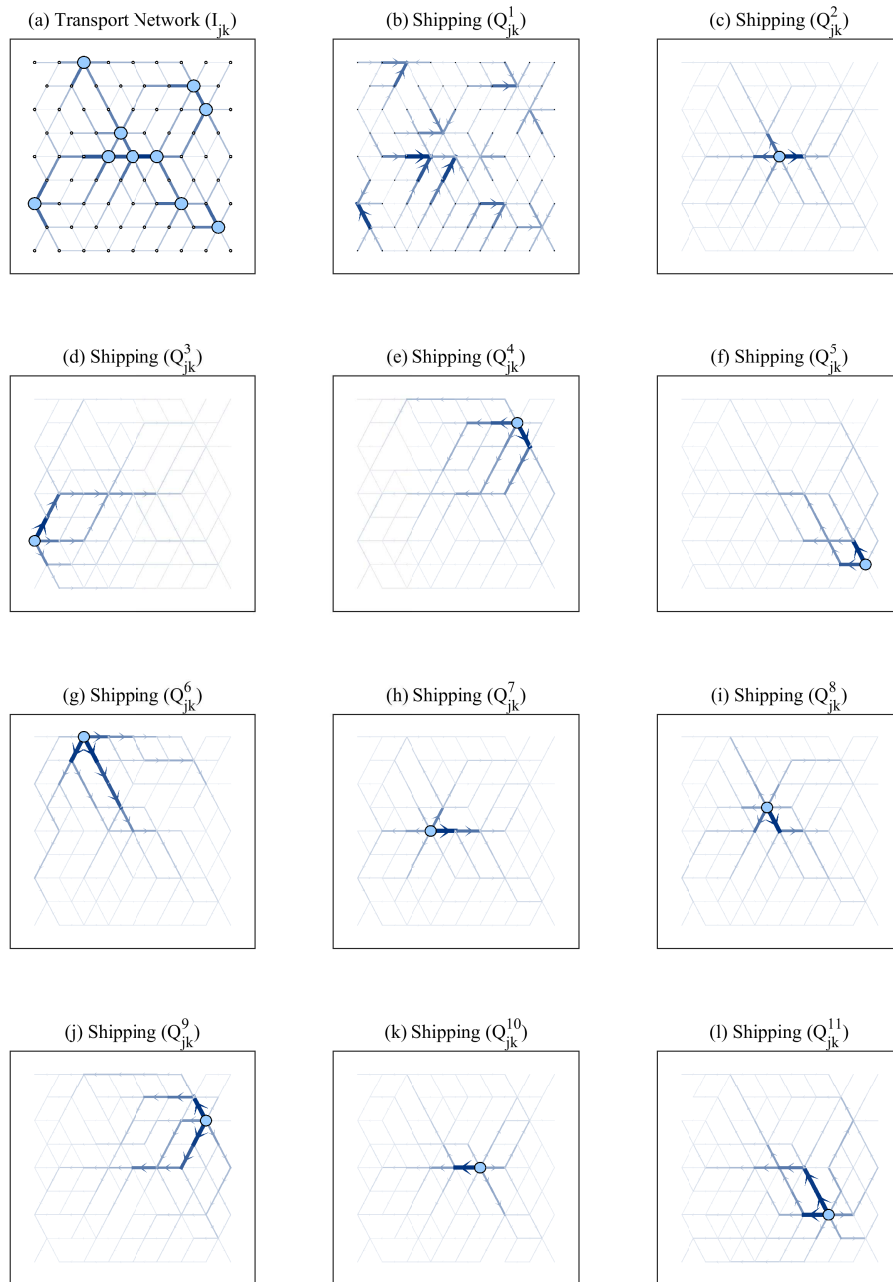 (a) Transport Network (I_jk)
(b) Shipping (Q^1_jk)
(c) Shipping (Q^2_jk)
(d) Shipping (Q^3_jk)
(e) Shipping (Q^4_jk)
(f) Shipping (Q^5_jk)
(g) Shipping (Q^6_jk)
(h) Shipping (Q^7_jk)
(i) Shipping (Q^8_jk)
(j) Shipping (Q^9_jk)
(k) Shipping (Q^10_jk)
(l) Shipping (Q^11_jk)